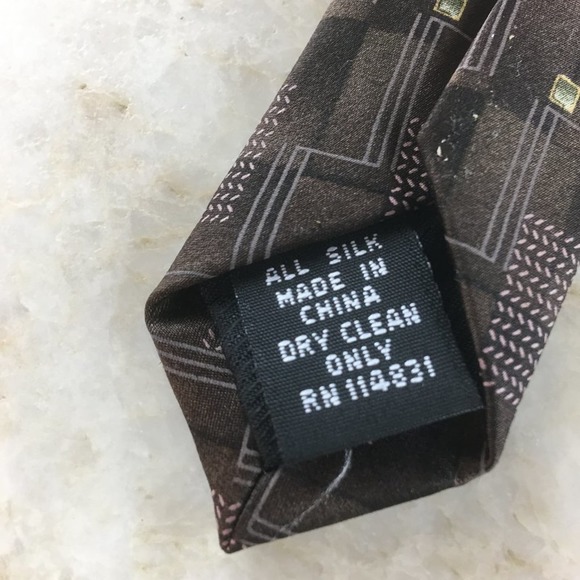 ALL SILK
MADE IN
CHINA
DRY CLEAN
ONLY
RN 114831